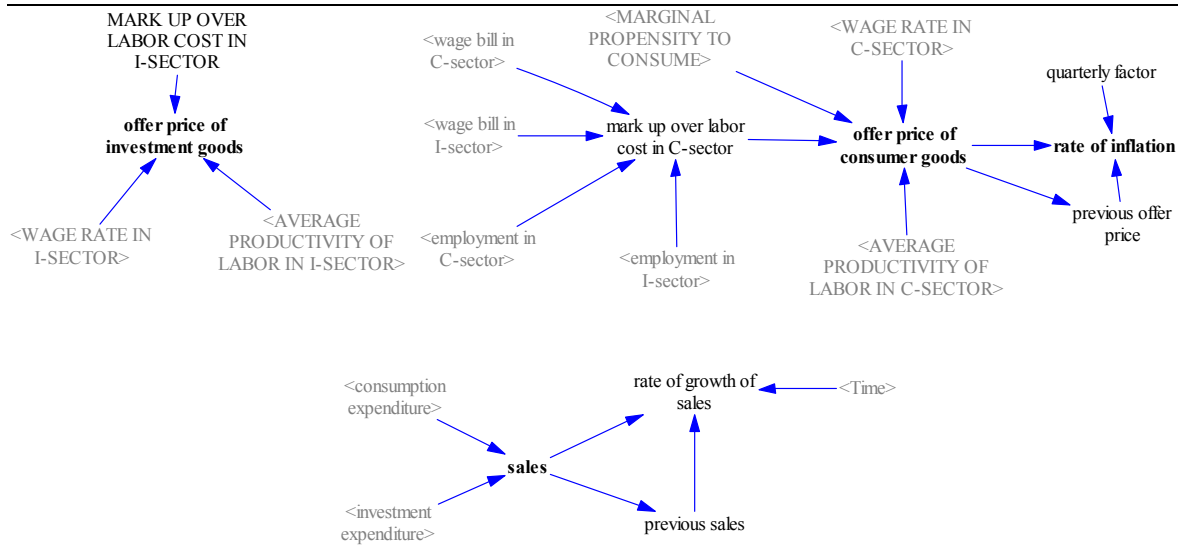 MARK UP OVER
LABOR COST IN
I-SECTOR
offer price of
investment goods
<WAGE RATE IN
I-SECTOR>
<AVERAGE
PRODUCTIVITY OF
LABOR IN I-SECTOR>
<wage bill in
C-sector>
<wage bill in
I-sector>
<employment in
C-sector>
<employment in
I-sector>
mark up over labor
cost in C-sector
<MARGINAL
PROPENSITY TO
CONSUME>
<WAGE RATE IN
C-SECTOR>
offer price of
consumer goods
<AVERAGE
PRODUCTIVITY OF
LABOR IN C-SECTOR>
quarterly factor
rate of inflation
previous offer
price
<consumption
expenditure>
<investment
expenditure>
sales
rate of growth of
sales
<Time>
previous sales